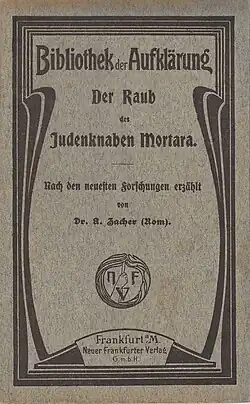 Bibliothek der Aufklärung
Der Raub
des
Judenknaben Mortara.
Nach den neuesten Forschungen erzählt
von
Dr. A. Zacher (Rom).
N F
V
Frankfurt a/M.
Neuer Frankfurter Verlag
G.m.b.H.